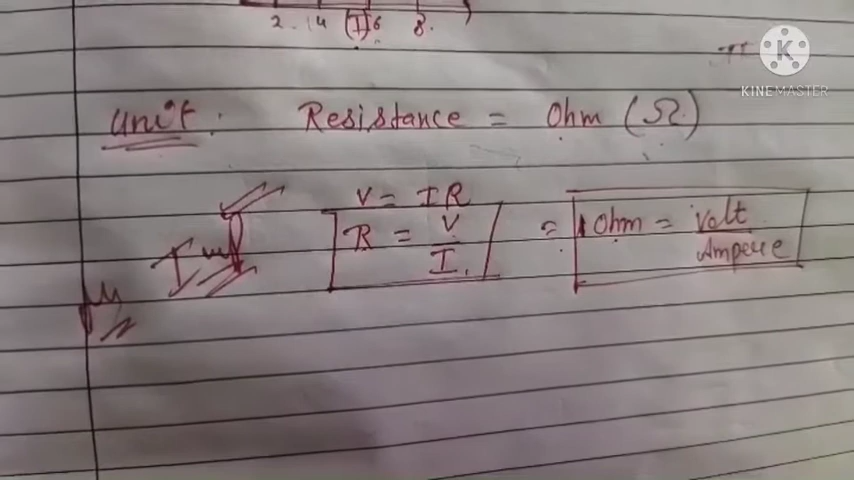 2. 4 (I) 6 8.
K
KINEMASTER
Unit: Resistance = Ohm (Ω)
V = IR
R = V/I = 1 Ohm = Volt/Ampere